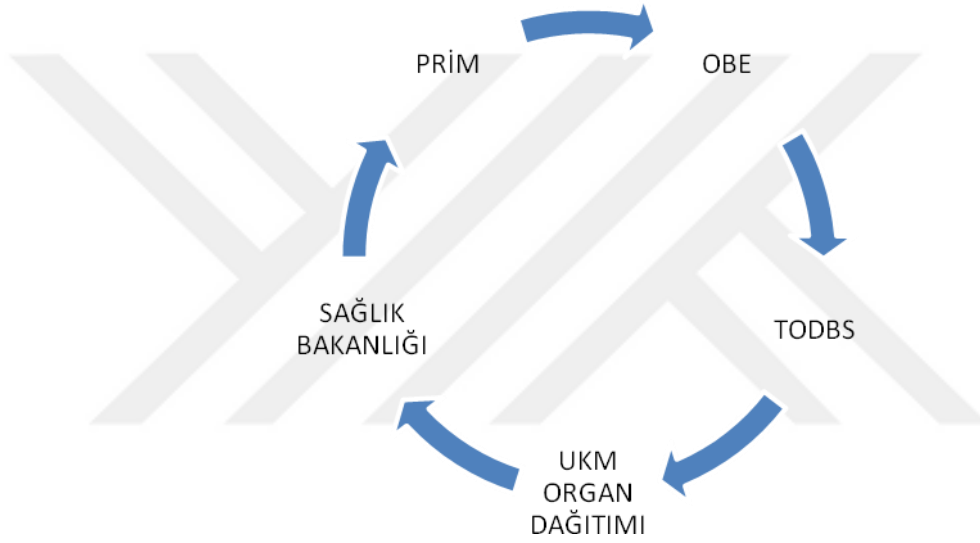 PRİM
OBE
TODBS
UKM
ORGAN
DAĞITIMI
SAĞLIK
BAKANLIĞI